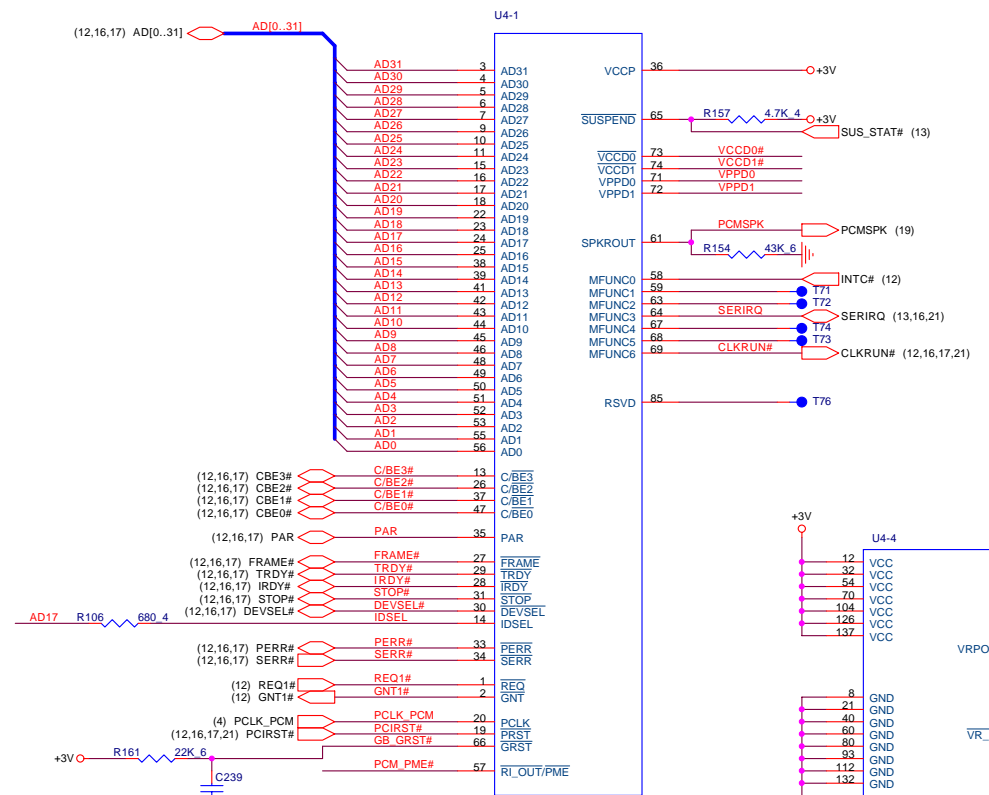 U4-1
(12,16,17) AD[0..31] AD[0..31]
AD31 3 AD31 VCCP 36 +3V
AD30 4 AD30
AD29 5 AD29
AD28 6 AD28
AD27 7 AD27 SUSPEND 65 R157 4.7K_4 +3V
AD26 9 AD26 SUS_STAT# (13)
AD25 10 AD25
AD24 11 AD24 VCCD0 73 VCCD0#
AD23 15 AD23 VCCD1 74 VCCD1#
AD22 16 AD22 VPPD0 71 VPPD0
AD21 17 AD21 VPPD1 72 VPPD1
AD20 18 AD20
AD19 22 AD19
AD18 23 AD18 PCMSPK PCMSPK (19)
AD17 24 AD17 SPKROUT 61
AD16 25 AD16 R154 43K_6
AD15 38 AD15
AD14 39 AD14 MFUNC0 58 INTC# (12)
AD13 41 AD13 MFUNC1 59 T71
AD12 42 AD12 MFUNC2 63 T72
AD11 43 AD11 MFUNC3 64 SERIRQ SERIRQ (13,16,21)
AD10 44 AD10 MFUNC4 67 T74
AD9 45 AD9 MFUNC5 68 T73
AD8 46 AD8 MFUNC6 69 CLKRUN# CLKRUN# (12,16,17,21)
AD7 48 AD7
AD6 49 AD6
AD5 50 AD5
AD4 51 AD4 RSVD 85 T76
AD3 52 AD3
AD2 53 AD2
AD1 55 AD1
AD0 56 AD0
(12,16,17) CBE3# C/BE3# 13 C/BE3
(12,16,17) CBE2# C/BE2# 26 C/BE2
(12,16,17) CBE1# C/BE1# 37 C/BE1
(12,16,17) CBE0# C/BE0# 47 C/BE0
(12,16,17) PAR PAR 35 PAR
(12,16,17) FRAME# FRAME# 27 FRAME
(12,16,17) TRDY# TRDY# 29 TRDY
(12,16,17) IRDY# IRDY# 28 IRDY
(12,16,17) STOP# STOP# 31 STOP
(12,16,17) DEVSEL# DEVSEL# 30 DEVSEL
AD17 R106 680_4 IDSEL 14 IDSEL
(12,16,17) PERR# PERR# 33 PERR
(12,16,17) SERR# SERR# 34 SERR
(12) REQ1# REQ1# 1 REQ
(12) GNT1# GNT1# 2 GNT
(4) PCLK_PCM PCLK_PCM 20 PCLK
(12,16,17,21) PCIRST# PCIRST# 19 PRST
GB_GRST# 66 GRST
+3V R161 22K_6
PCM_PME# 57 RI_OUT/PME
C239
+3V
U4-4
12 VCC
32 VCC
54 VCC
70 VCC
104 VCC
126 VCC
137 VCC
VRPO
8 GND
21 GND
40 GND
60 GND
80 GND VR_
93 GND
112 GND
132 GND